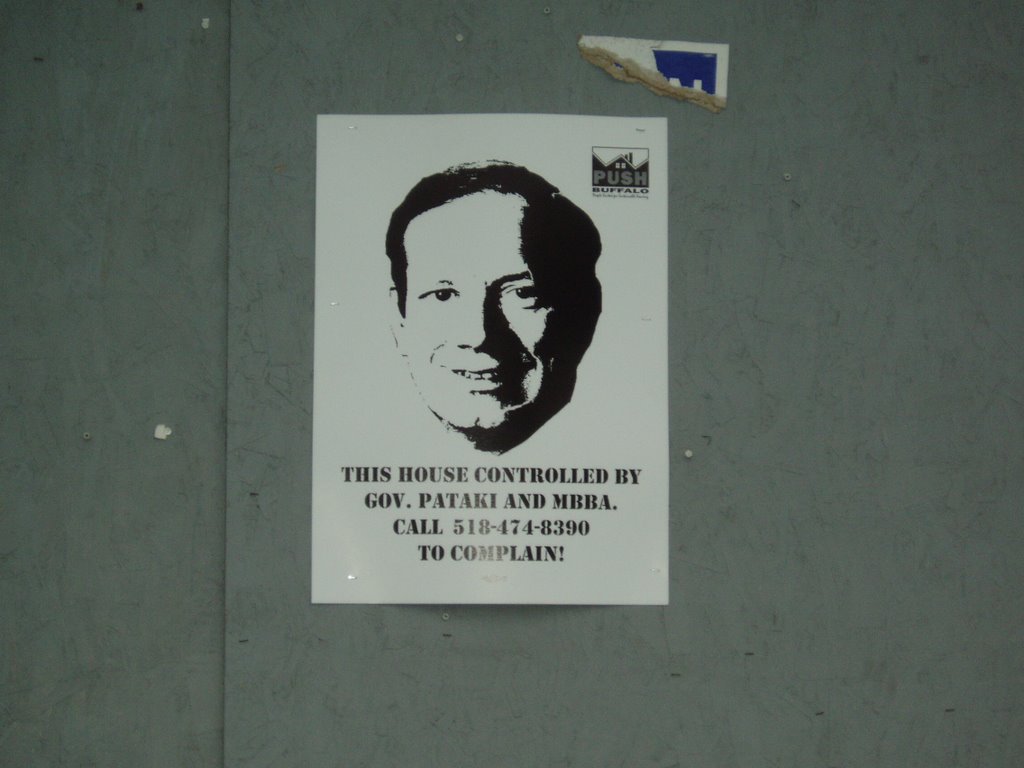 PUSH
BUFFALO
THIS HOUSE CONTROLLED BY
GOV. PATAKI AND MBBA.
CALL 518-474-8390
TO COMPLAIN!